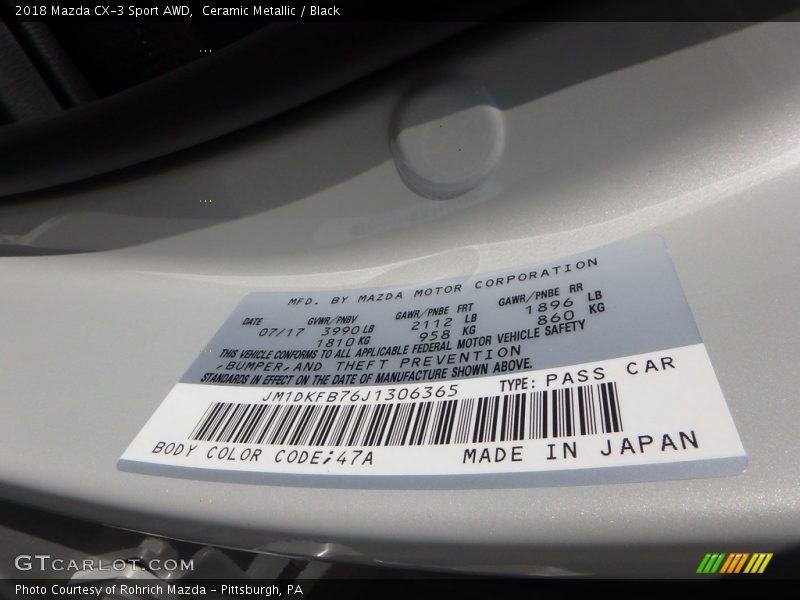 2018 Mazda CX-3 Sport AWD,  Ceramic Metallic / Black
MFD. BY MAZDA MOTOR CORPORATION
DATE GVWR/PNBV GAWR/PNBE FRT GAWR/PNBE RR
07/17 3990 LB 2112 LB 1896 LB
1810 KG 958 KG 860 KG
THIS VEHICLE CONFORMS TO ALL APPLICABLE FEDERAL MOTOR VEHICLE SAFETY
,BUMPER,AND THEFT PREVENTION
STANDARDS IN EFFECT ON THE DATE OF MANUFACTURE SHOWN ABOVE.
JM1DKFB76J1306365 TYPE: PASS CAR
BODY COLOR CODE;47A MADE IN JAPAN
GTCARLOT.COM
Photo Courtesy of Rohrich Mazda - Pittsburgh, PA